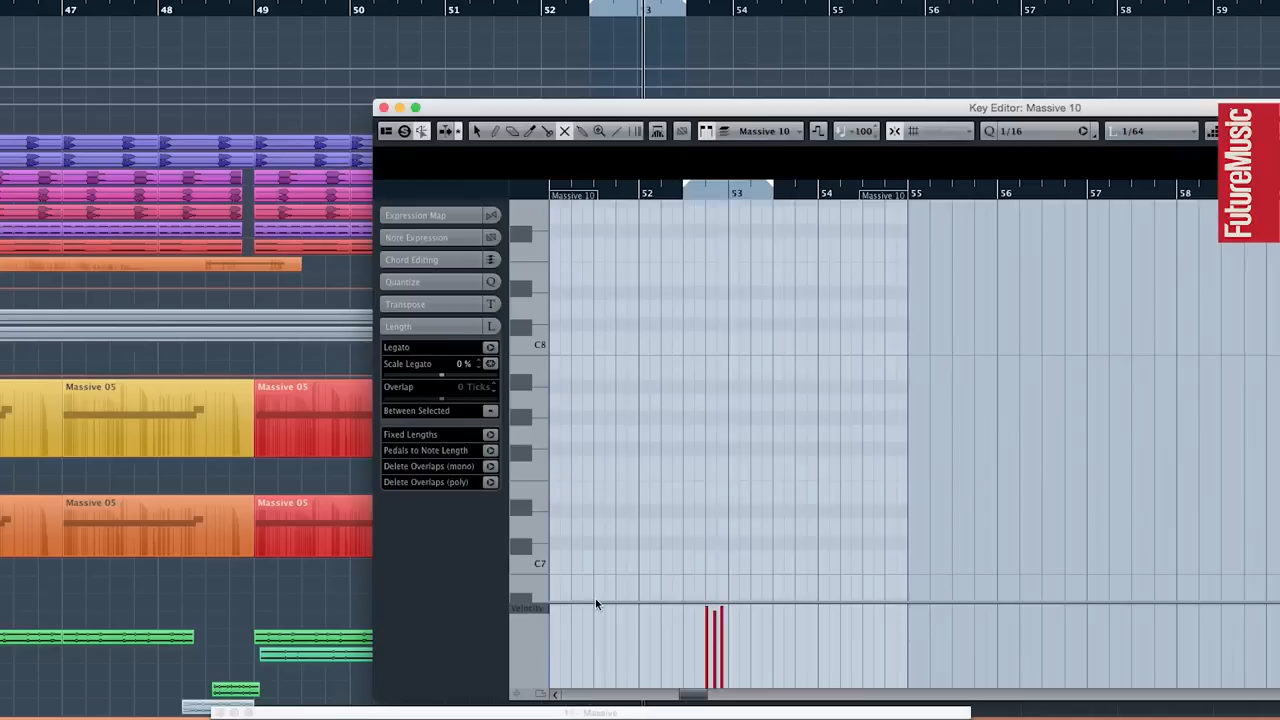 47 48 49 50 51 52 53 54 55 56 57 58 59
Key Editor: Massive 10
Massive 10 -100 Q 1/16 L 1/64
FutureMusic
Massive 10 52 53 54 Massive 10 55 56 57 58
Expression Map
Note Expression
Chord Editing
Quantize Q
Transpose T
Length L
Legato
Scale Legato 0 %
Overlap 0 Ticks
Between Selected
Fixed Lengths
Pedals to Note Length
Delete Overlaps (mono)
Delete Overlaps (poly)
C8
C7
Velocity
Massive 05 Massive 05
Massive 05 Massive 05